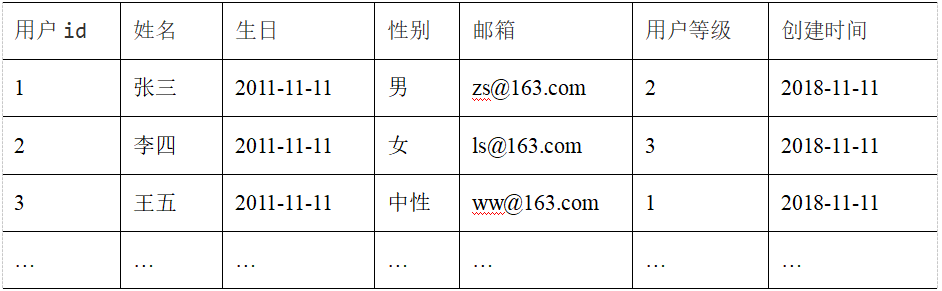 用户 id 姓名 生日 性别 邮箱 用户等级 创建时间
1 张三 2011-11-11 男 zs@163.com 2 2018-11-11
2 李四 2011-11-11 女 ls@163.com 3 2018-11-11
3 王五 2011-11-11 中性 ww@163.com 1 2018-11-11
… … … … … … …